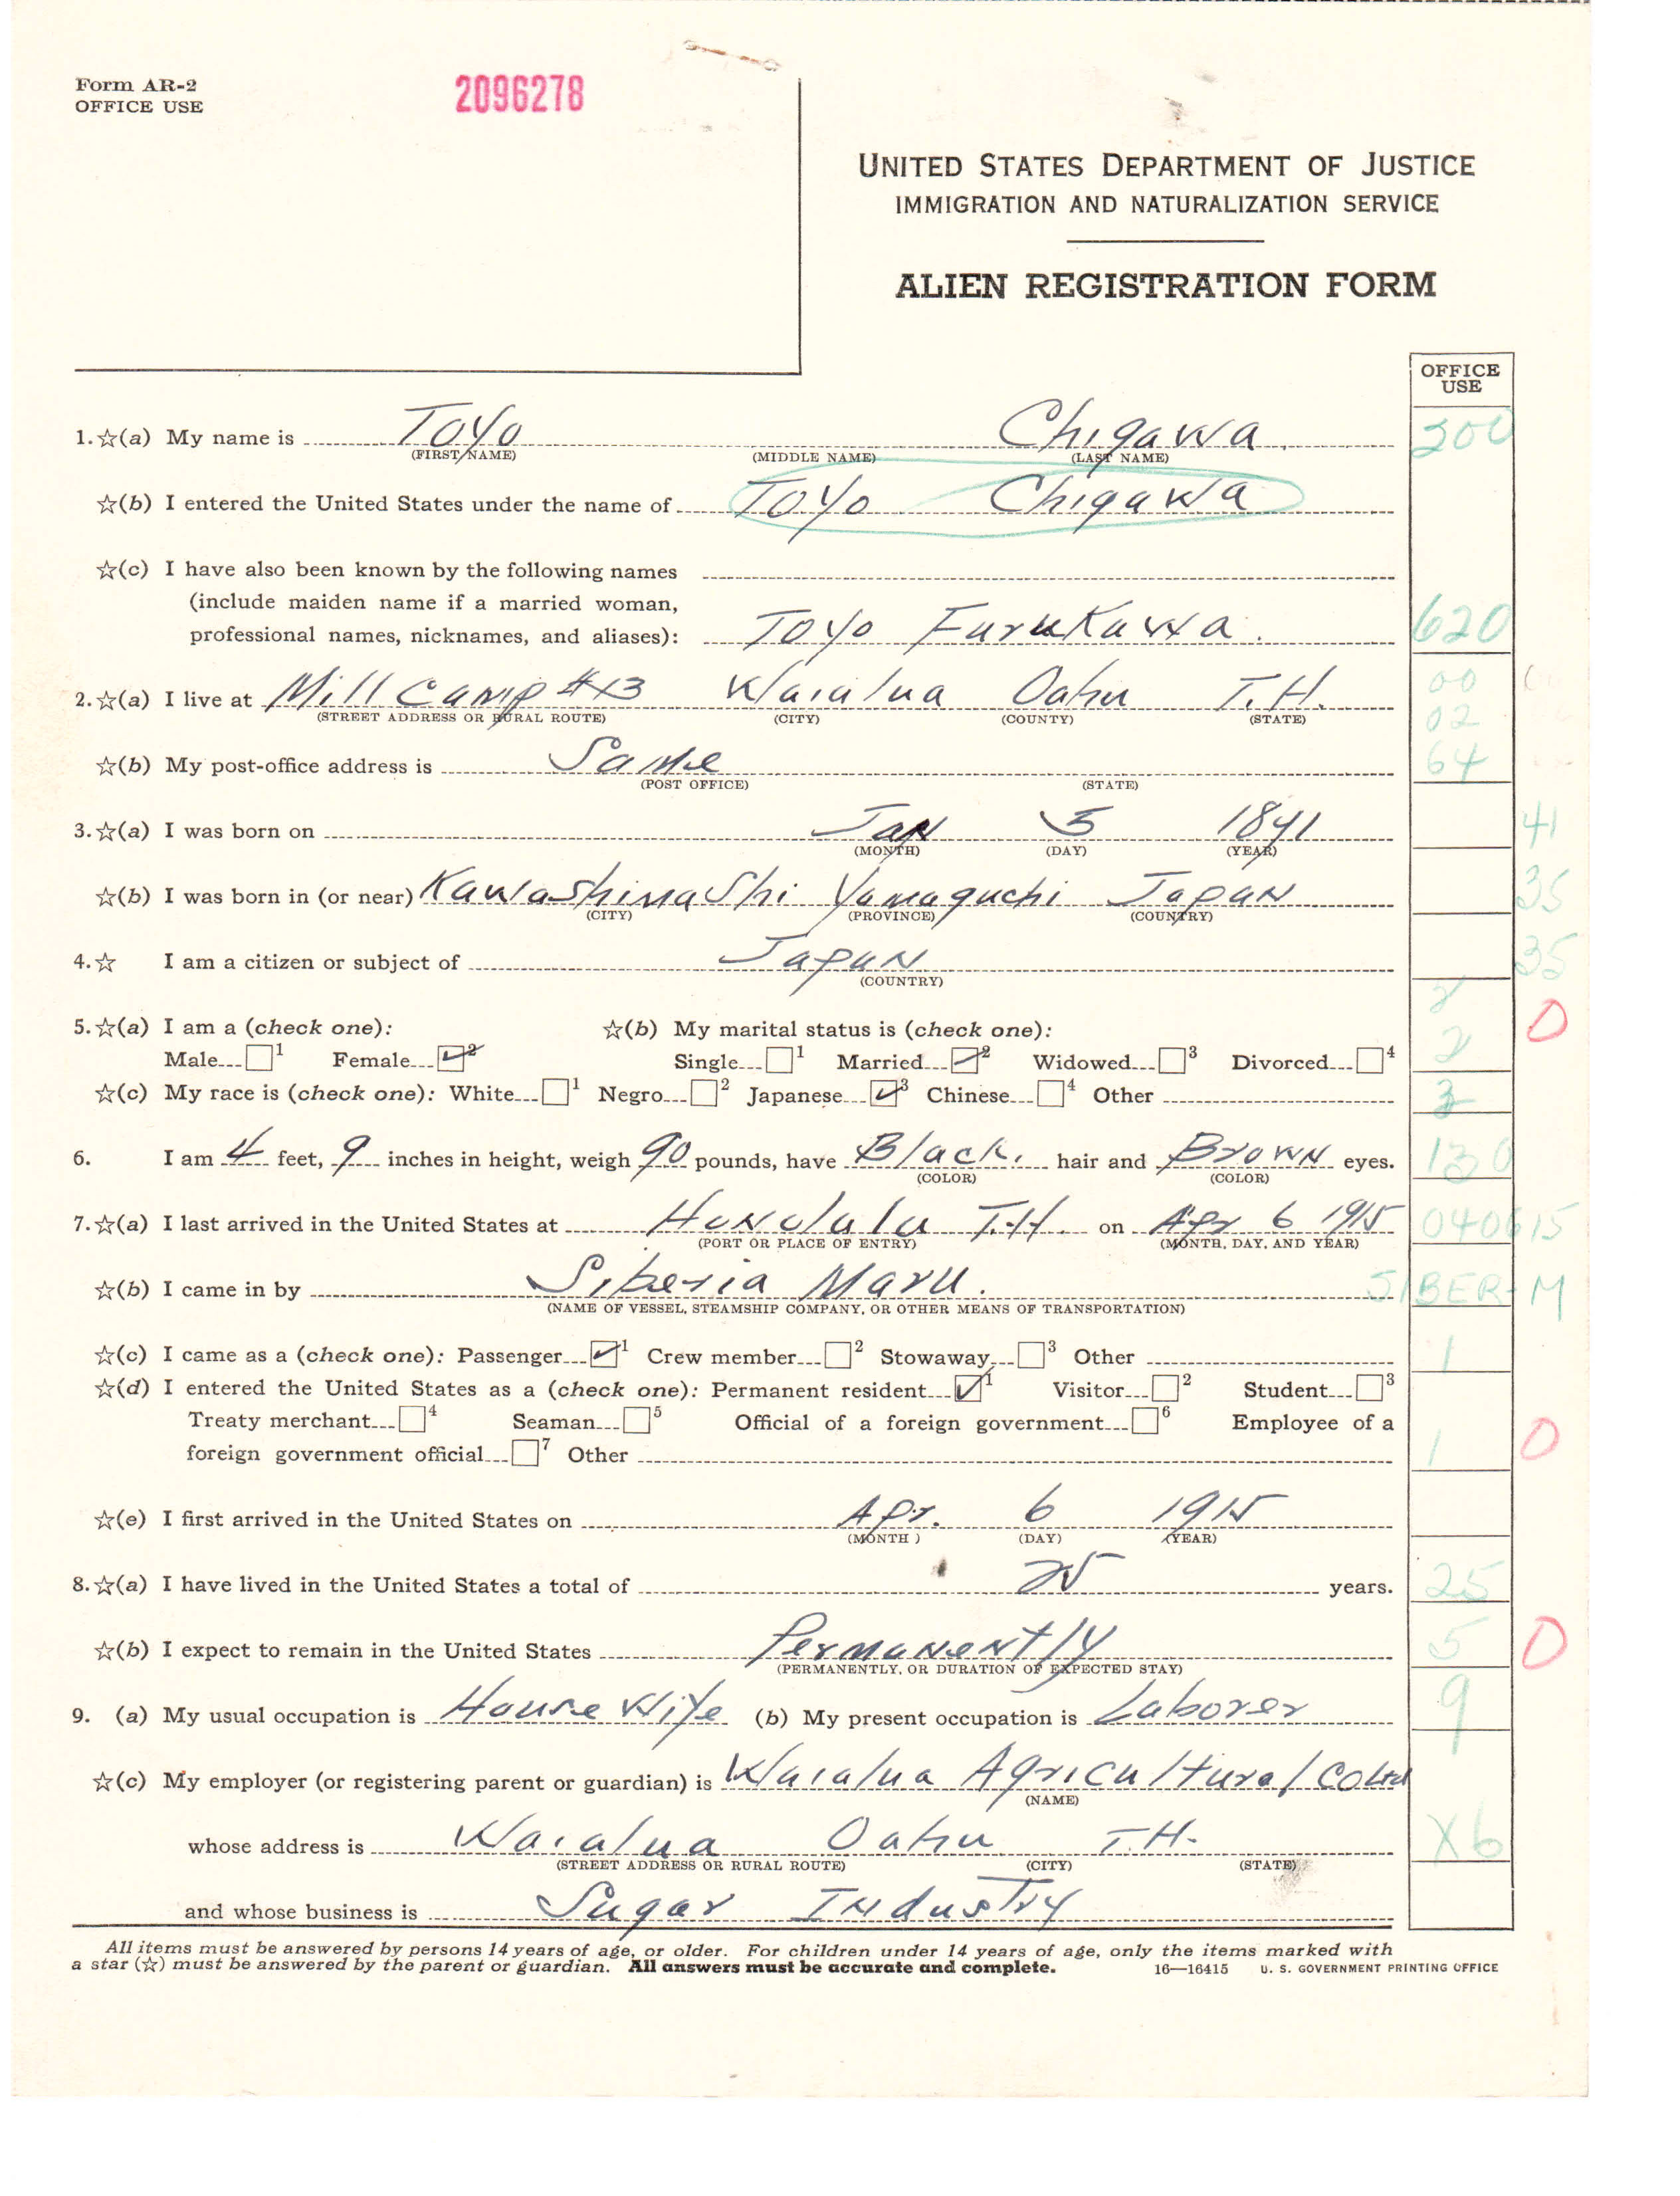 Form AR-2
OFFICE USE
2096278
UNITED STATES DEPARTMENT OF JUSTICE
IMMIGRATION AND NATURALIZATION SERVICE
ALIEN REGISTRATION FORM
OFFICE USE
1. ☆(a) My name is Toyo Chigawa 300
(FIRST NAME) (MIDDLE NAME) (LAST NAME)
☆(b) I entered the United States under the name of Toyo Chigawa
☆(c) I have also been known by the following names
(include maiden name if a married woman,
professional names, nicknames, and aliases): Toyo Furukawa. 620
2. ☆(a) I live at Mill Camp #13 Waialua Oahu T.H. 00
(STREET ADDRESS OR RURAL ROUTE) (CITY) (COUNTY) (STATE) 02
☆(b) My post-office address is Same 64
(POST OFFICE) (STATE)
3. ☆(a) I was born on Jan 5 1891 41
(MONTH) (DAY) (YEAR)
☆(b) I was born in (or near) Kawashima Shi Yamaguchi Japan 35
(CITY) (PROVINCE) (COUNTRY)
4. ☆ I am a citizen or subject of Japan 35
(COUNTRY)
5. ☆(a) I am a (check one): ☆(b) My marital status is (check one): 2 0
Male 1 Female ✓ 2 Single 1 Married ✓ 2 Widowed 3 Divorced 4 2
☆(c) My race is (check one): White 1 Negro 2 Japanese ✓ 3 Chinese 4 Other 3
6. I am 4 feet, 9 inches in height, weigh 90 pounds, have Black. hair and Brown eyes. 130
(COLOR) (COLOR)
7. ☆(a) I last arrived in the United States at Honolulu T.H. on Apr 6 1915 040615
(PORT OR PLACE OF ENTRY) (MONTH, DAY, AND YEAR)
☆(b) I came in by Siberia Maru. SIBER-M
(NAME OF VESSEL, STEAMSHIP COMPANY, OR OTHER MEANS OF TRANSPORTATION)
☆(c) I came as a (check one): Passenger ✓ 1 Crew member 2 Stowaway 3 Other 1
☆(d) I entered the United States as a (check one): Permanent resident ✓ 1 Visitor 2 Student 3
Treaty merchant 4 Seaman 5 Official of a foreign government 6 Employee of a
foreign government official 7 Other 1 0
☆(e) I first arrived in the United States on Apr. 6 1915
(MONTH) (DAY) (YEAR)
8. ☆(a) I have lived in the United States a total of 25 years. 25
☆(b) I expect to remain in the United States Permanently 5 0
(PERMANENTLY, OR DURATION OF EXPECTED STAY)
9. (a) My usual occupation is House Wife (b) My present occupation is Laborer 9
☆(c) My employer (or registering parent or guardian) is Waialua Agricultural Co Ltd
(NAME)
whose address is Waialua Oahu T.H. X6
(STREET ADDRESS OR RURAL ROUTE) (CITY) (STATE)
and whose business is Sugar Industry
All items must be answered by persons 14 years of age, or older. For children under 14 years of age, only the items marked with
a star (☆) must be answered by the parent or guardian. All answers must be accurate and complete. 16—16415 U. S. GOVERNMENT PRINTING OFFICE